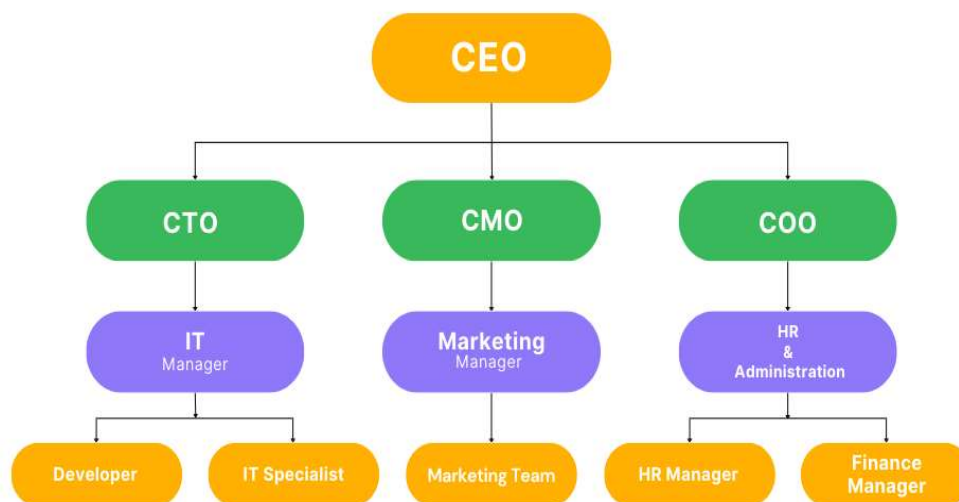 CEO
CTO
CMO
COO
IT
Manager
Marketing
Manager
HR
&
Administration
Developer
IT Specialist
Marketing Team
HR Manager
Finance
Manager